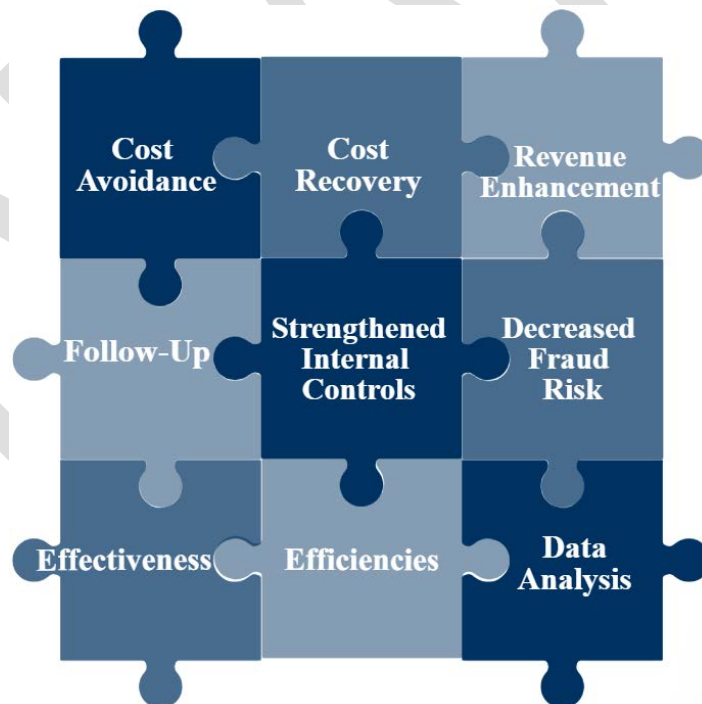 Cost
Avoidance
Cost
Recovery
Revenue
Enhancement
Follow-Up
Strengthened
Internal
Controls
Decreased
Fraud
Risk
Effectiveness
Efficiencies
Data
Analysis